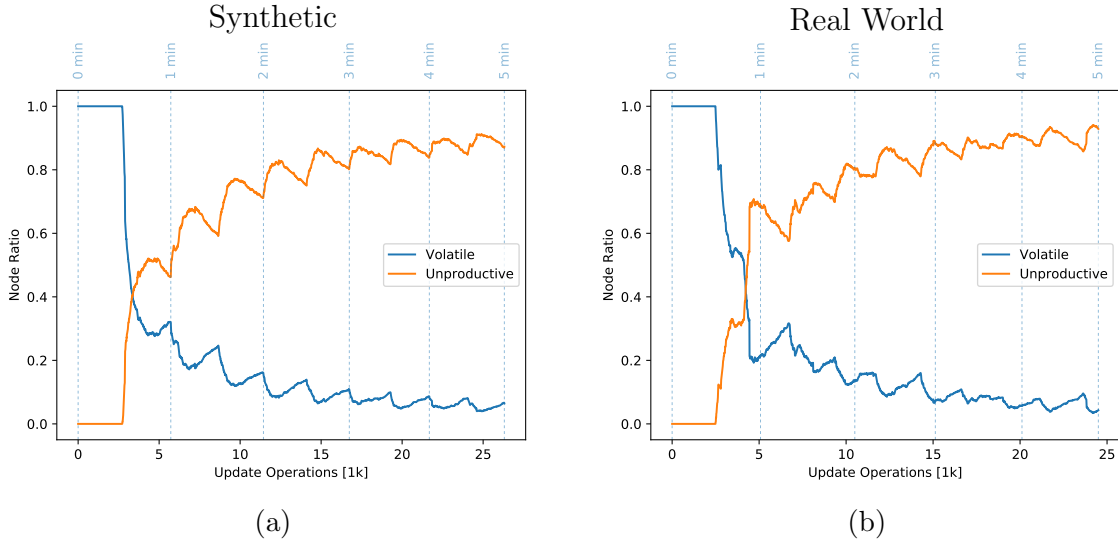 Synthetic
0 min
1 min
2 min
3 min
4 min
5 min
1.0
0.8
0.6
0.4
0.2
0.0
Node Ratio
Volatile
Unproductive
0
5
10
15
20
25
Update Operations [1k]
(a)
Real World
0 min
1 min
2 min
3 min
4 min
5 min
1.0
0.8
0.6
0.4
0.2
0.0
Node Ratio
Volatile
Unproductive
0
5
10
15
20
25
Update Operations [1k]
(b)